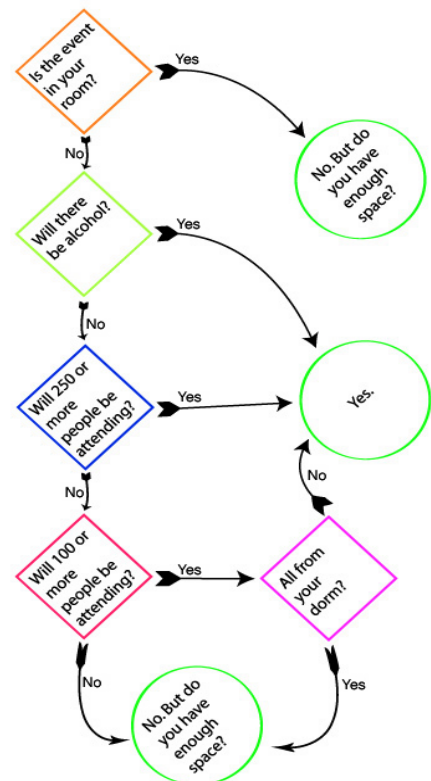 Is the event
in your
room?
Yes
No
No. But do
you have
enough
space?
Will there
be alcohol?
Yes
No
Yes.
Will 250 or
more
people be
attending?
Yes
No
No
Will 100 or
more
people be
attending?
Yes
All from
your
dorm?
No
Yes
No. But do
you have
enough
space?